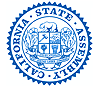 CALIFORNIA · STATE · ASSEMBLY